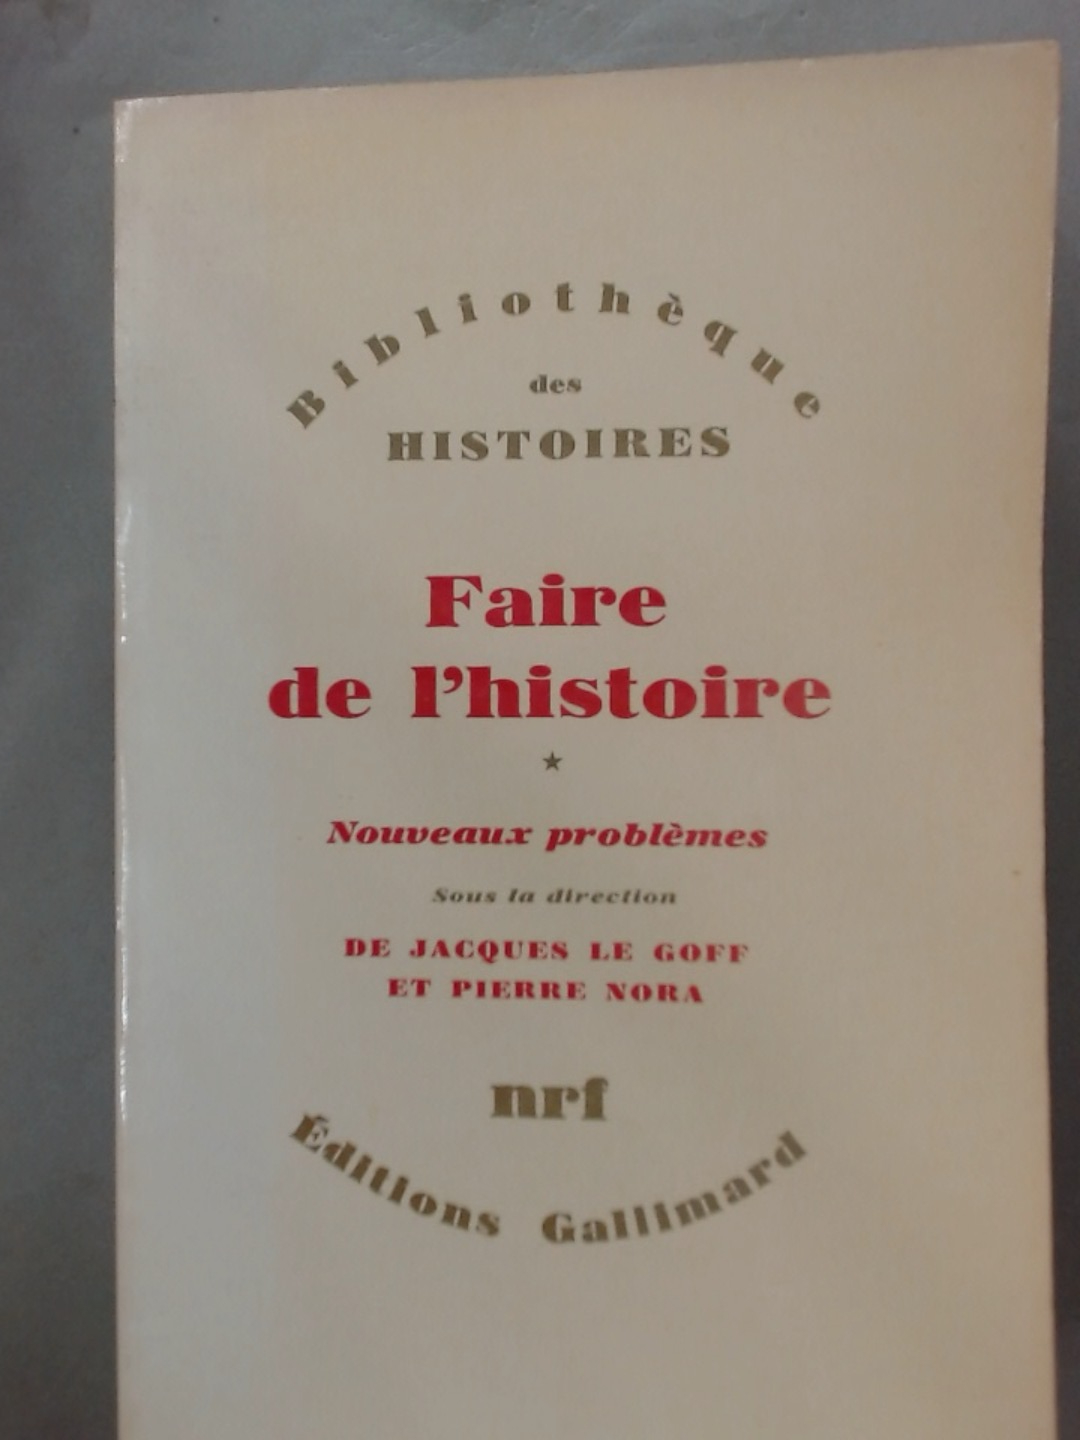 Bibliothèque
des
HISTOIRES
Faire
de l'histoire
★
Nouveaux problèmes
Sous la direction
DE JACQUES LE GOFF
ET PIERRE NORA
nrf
Éditions Gallimard